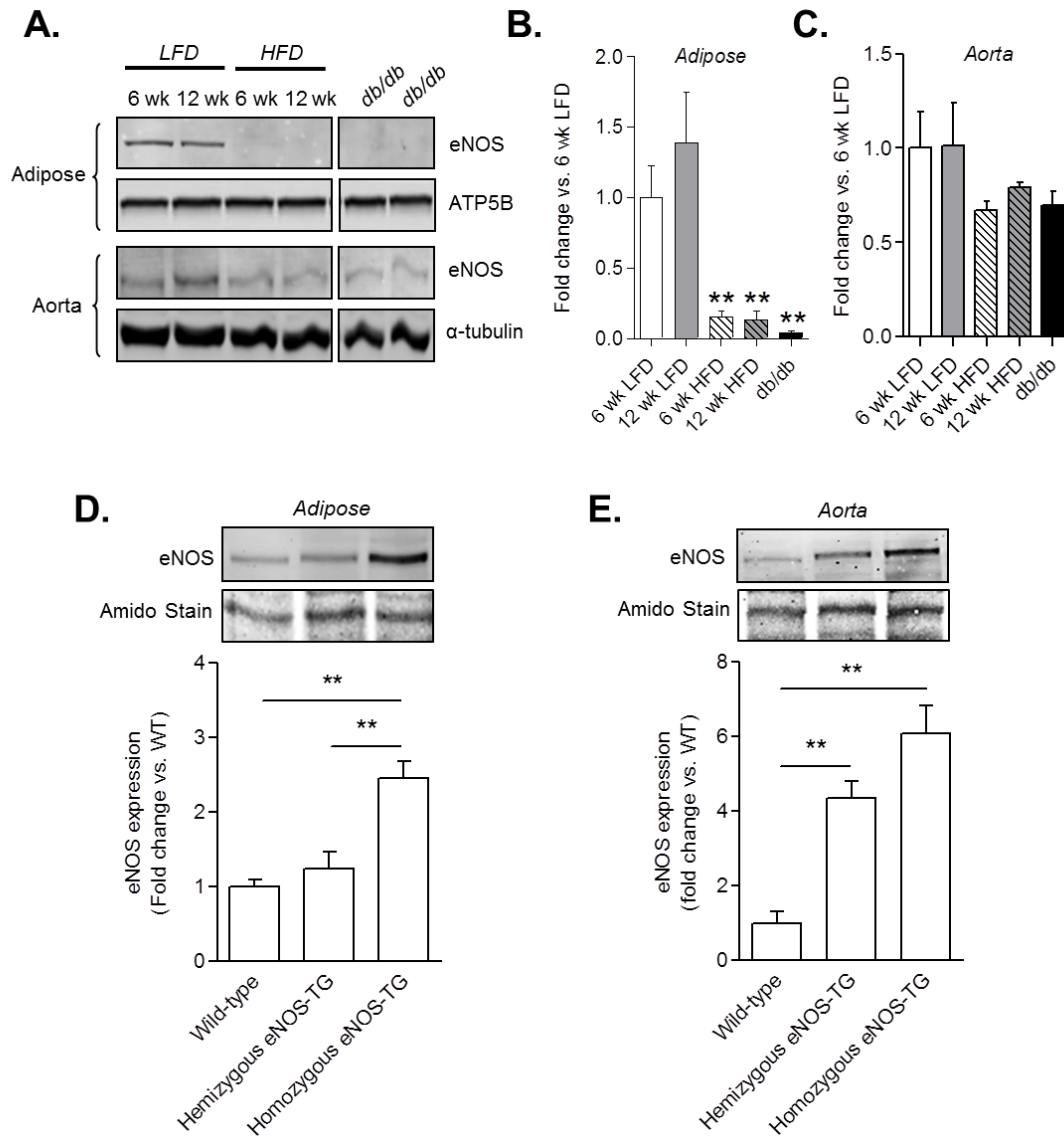 A.
LFD HFD
6 wk 12 wk 6 wk 12 wk db/db db/db
Adipose
eNOS
ATP5B
Aorta
eNOS
α-tubulin
B.
Adipose
Fold change vs. 6 wk LFD
2.0
1.5
1.0
0.5
0.0
** ** **
6 wk LFD
12 wk LFD
6 wk HFD
12 wk HFD
db/db
C.
Aorta
Fold change vs. 6 wk LFD
1.5
1.0
0.5
0.0
6 wk LFD
12 wk LFD
6 wk HFD
12 wk HFD
db/db
D.
Adipose
eNOS
Amido Stain
eNOS expression
(Fold change vs. WT)
4
3
2
1
0
**
**
Wild-type
Hemizygous eNOS-TG
Homozygous eNOS-TG
E.
Aorta
eNOS
Amido Stain
eNOS expression
(fold change vs. WT)
8
6
4
2
0
**
**
Wild-type
Hemizygous eNOS-TG
Homozygous eNOS-TG